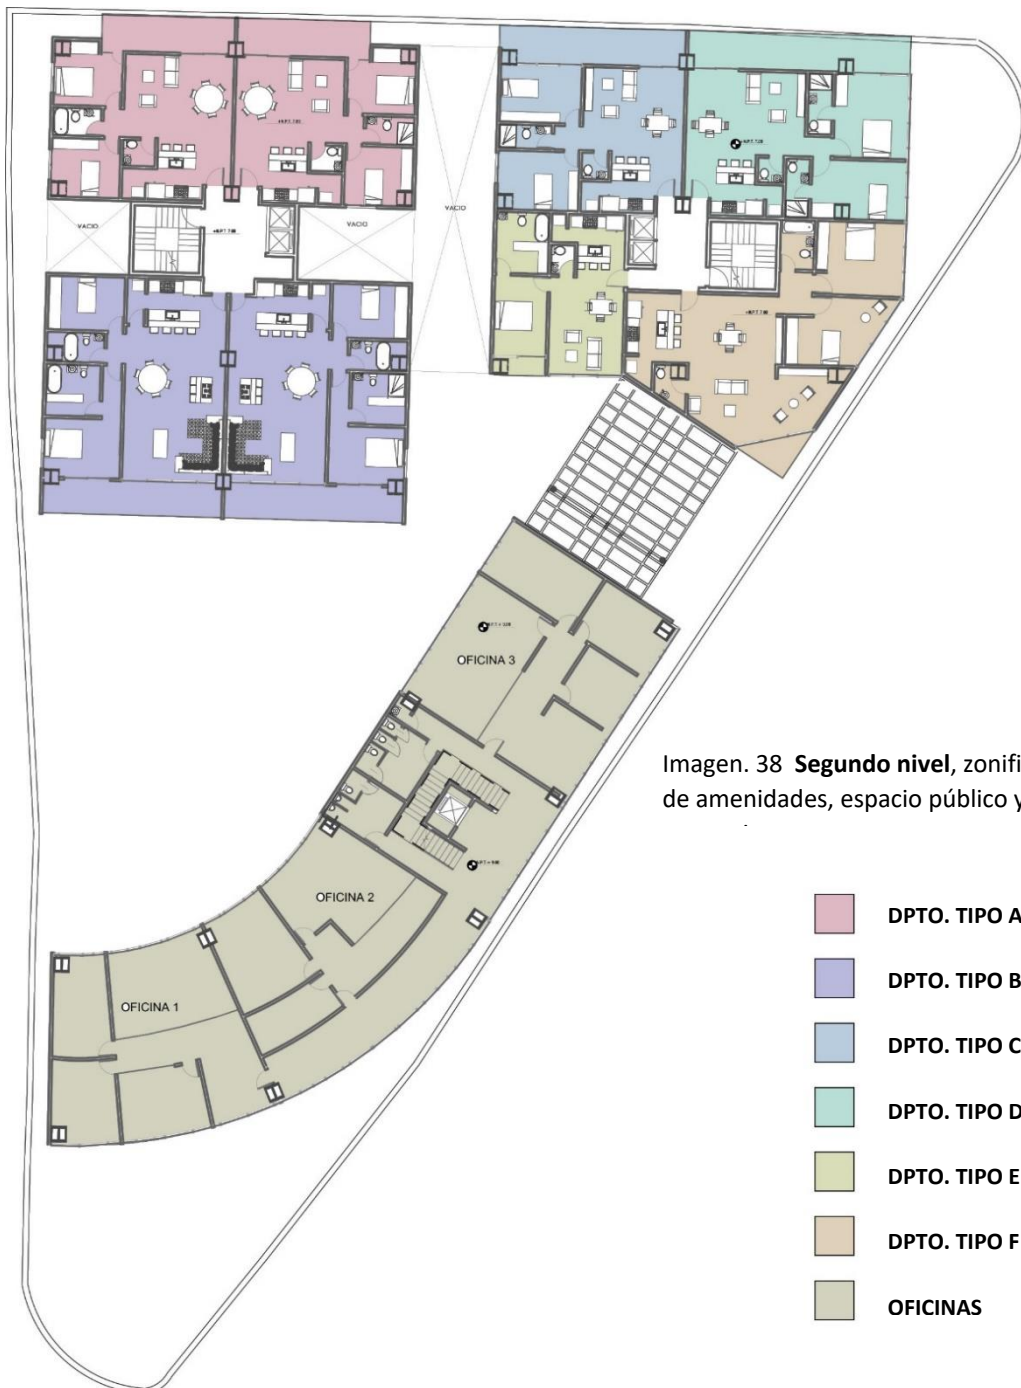 VACIO
VACIO
VACIO
OFICINA 3
OFICINA 2
OFICINA 1
Imagen. 38 Segundo nivel, zonifi
de amenidades, espacio público y
DPTO. TIPO A
DPTO. TIPO B
DPTO. TIPO C
DPTO. TIPO D
DPTO. TIPO E
DPTO. TIPO F
OFICINAS